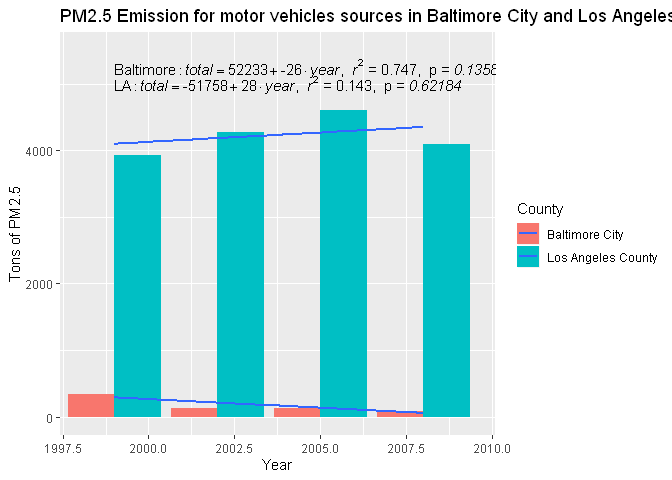 PM2.5 Emission for motor vehicles sources in Baltimore City and Los Angeles
Baltimore: total = 52233+ -26· year, r² = 0.747, p = 0.1358
LA: total = -51758+ 28· year, r² = 0.143, p = 0.62184
Tons of PM2.5
4000
2000
0
1997.5 2000.0 2002.5 2005.0 2007.5 2010.0
Year
County
Baltimore City
Los Angeles County